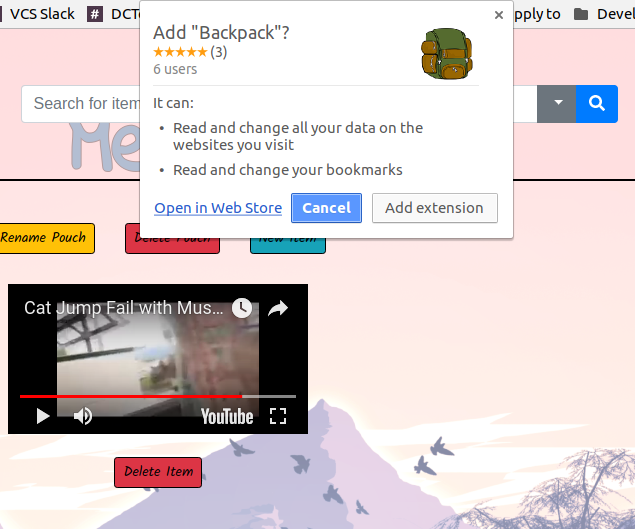 VCS Slack
# DCT
pply to
Devel
Add "Backpack"?
(3)
6 users
It can:
• Read and change all your data on the
websites you visit
• Read and change your bookmarks
Open in Web Store
Cancel
Add extension
Search for item
Me
Rename Pouch
Delete Pouch
New Item
Cat Jump Fail with Mus...
YouTube
Delete Item